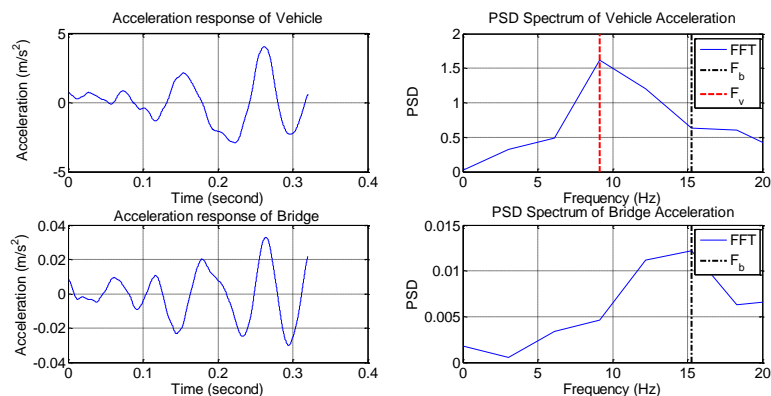 Acceleration response of Vehicle
Acceleration (m/s²)
5
0
-5
0 0.1 0.2 0.3 0.4
Time (second)
PSD Spectrum of Vehicle Acceleration
PSD
2
1.5
1
0.5
0
0 5 10 15 20
Frequency (Hz)
FFT
F_b
F_v
Acceleration response of Bridge
Acceleration (m/s²)
0.04
0.02
0
-0.02
-0.04
0 0.1 0.2 0.3 0.4
Time (second)
PSD Spectrum of Bridge Acceleration
PSD
0.015
0.01
0.005
0
0 5 10 15 20
Frequency (Hz)
FFT
F_b